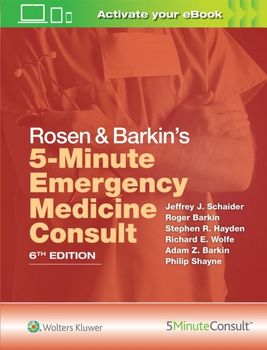 Activate your eBook
Rosen & Barkin's
5-Minute
Emergency
Medicine
Consult
6TH EDITION
Jeffrey J. Schaider
Roger Barkin
Stephen R. Hayden
Richard E. Wolfe
Adam Z. Barkin
Philip Shayne
Wolters Kluwer
5MinuteConsult™